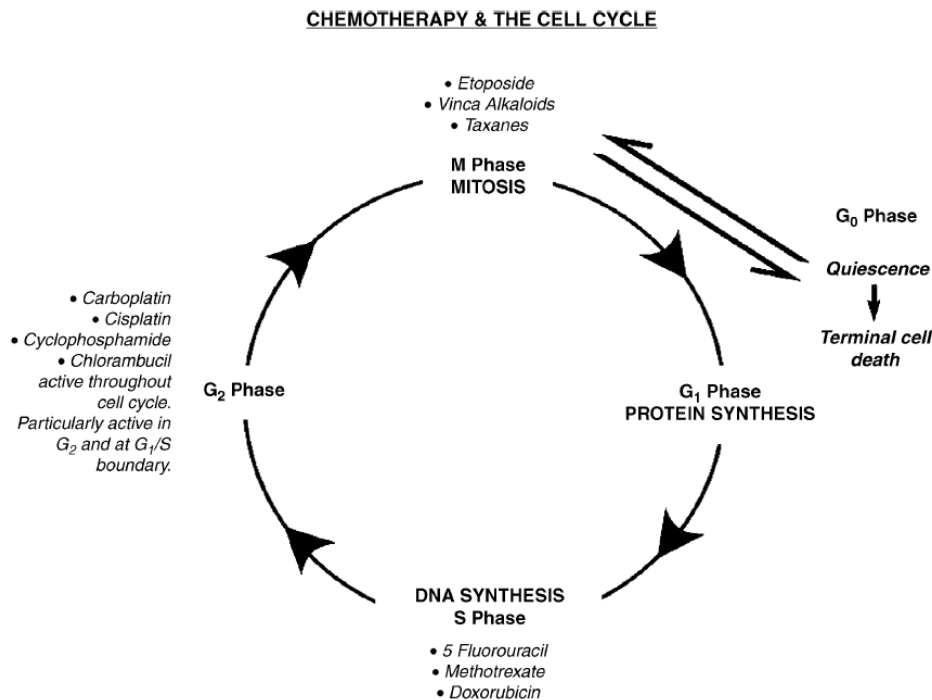 CHEMOTHERAPY & THE CELL CYCLE
• Etoposide
• Vinca Alkaloids
• Taxanes
M Phase
MITOSIS
G₀ Phase
Quiescence
Terminal cell
death
G₁ Phase
PROTEIN SYNTHESIS
DNA SYNTHESIS
S Phase
• 5 Fluorouracil
• Methotrexate
• Doxorubicin
G₂ Phase
• Carboplatin
• Cisplatin
• Cyclophosphamide
• Chlorambucil
active throughout
cell cycle.
Particularly active in
G₂ and at G₁/S
boundary.